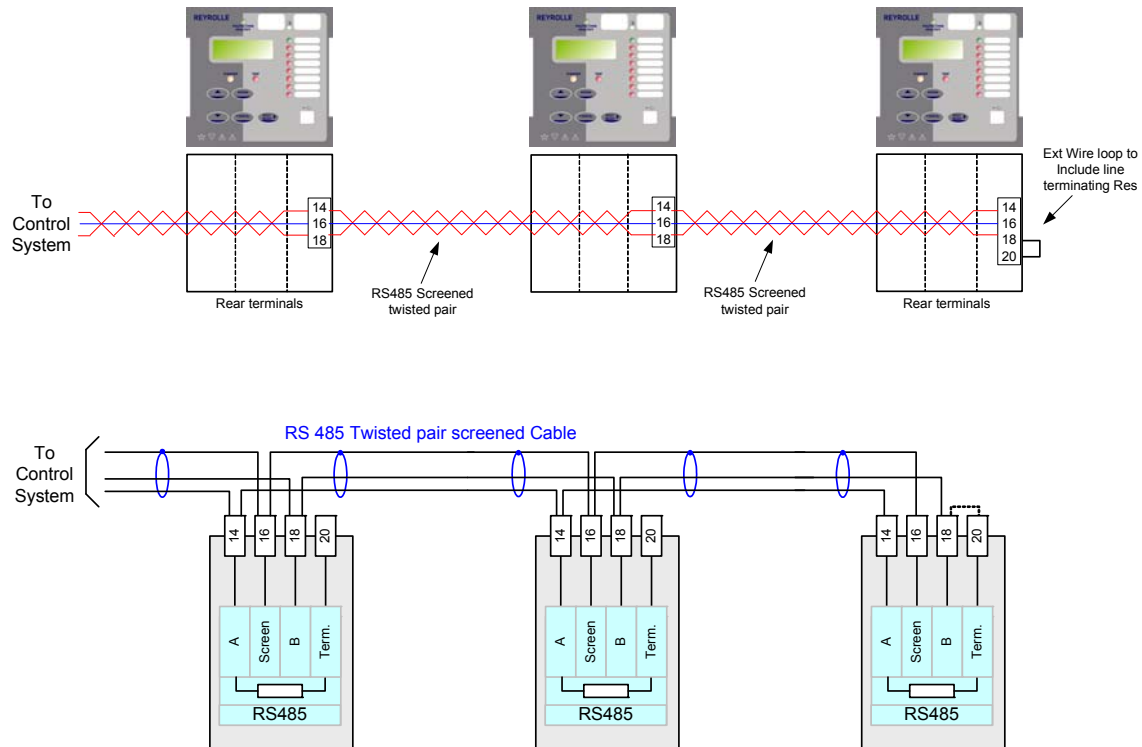 REYROLLE
REYROLLE
REYROLLE
To
Control
System
14
16
18
14
16
18
14
16
18
20
Ext Wire loop to
Include line
terminating Res
Rear terminals
RS485 Screened
twisted pair
RS485 Screened
twisted pair
Rear terminals
RS 485 Twisted pair screened Cable
To
Control
System
14
16
18
20
14
16
18
20
14
16
18
20
A
Screen
B
Term.
A
Screen
B
Term.
A
Screen
B
Term.
RS485
RS485
RS485